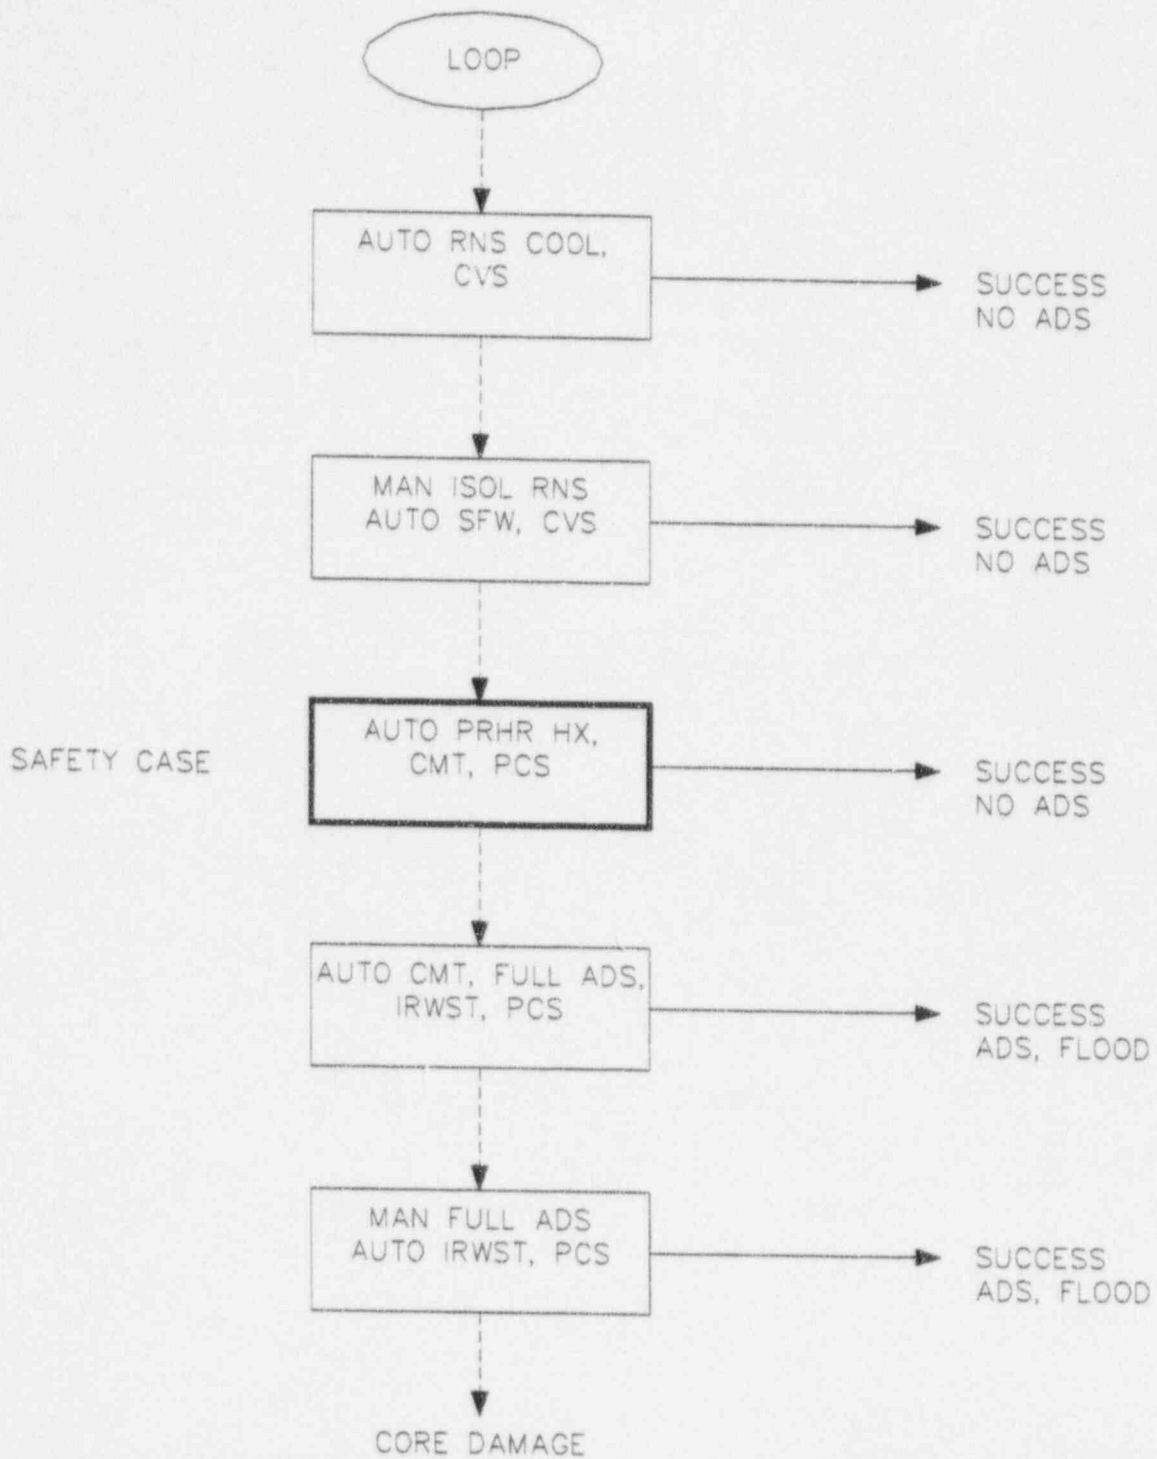 LOOP
AUTO RNS COOL,
CVS
SUCCESS
NO ADS
MAN ISOL RNS
AUTO SFW, CVS
SUCCESS
NO ADS
SAFETY CASE
AUTO PRHR HX,
CMT, PCS
SUCCESS
NO ADS
AUTO CMT, FULL ADS,
IRWST, PCS
SUCCESS
ADS, FLOOD
MAN FULL ADS
AUTO IRWST, PCS
SUCCESS
ADS, FLOOD
CORE DAMAGE